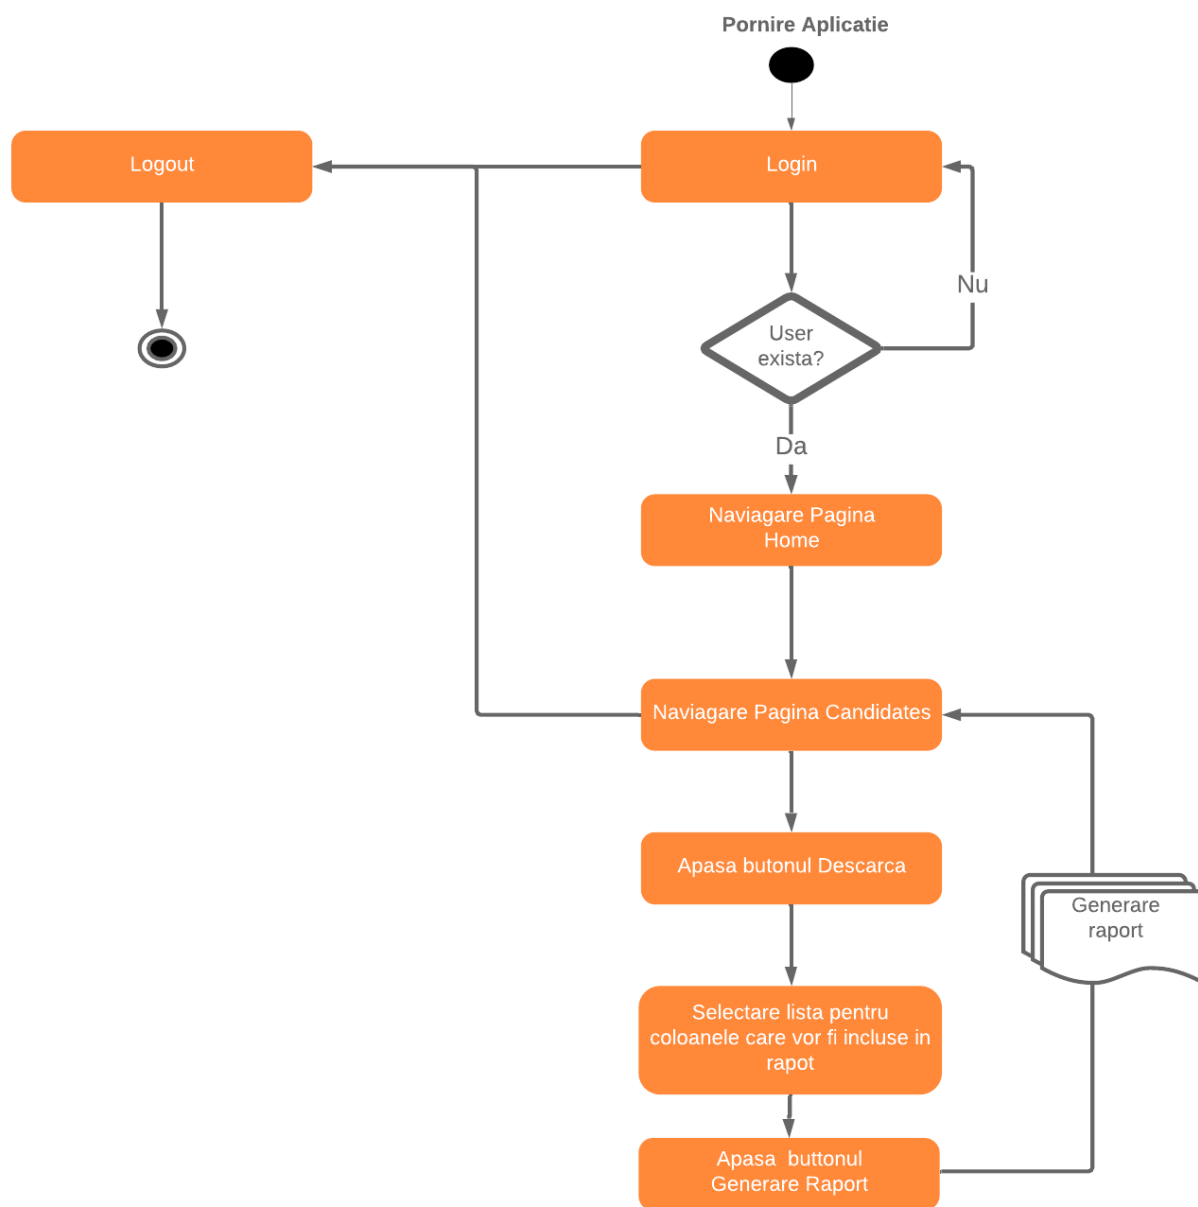 Pornire Aplicatie
Logout
Login
Nu
User
exista?
Da
Naviagare Pagina
Home
Naviagare Pagina Candidates
Apasa butonul Descarca
Generare
raport
Selectare lista pentru
coloanele care vor fi incluse in
rapot
Apasa  buttonul
Generare Raport